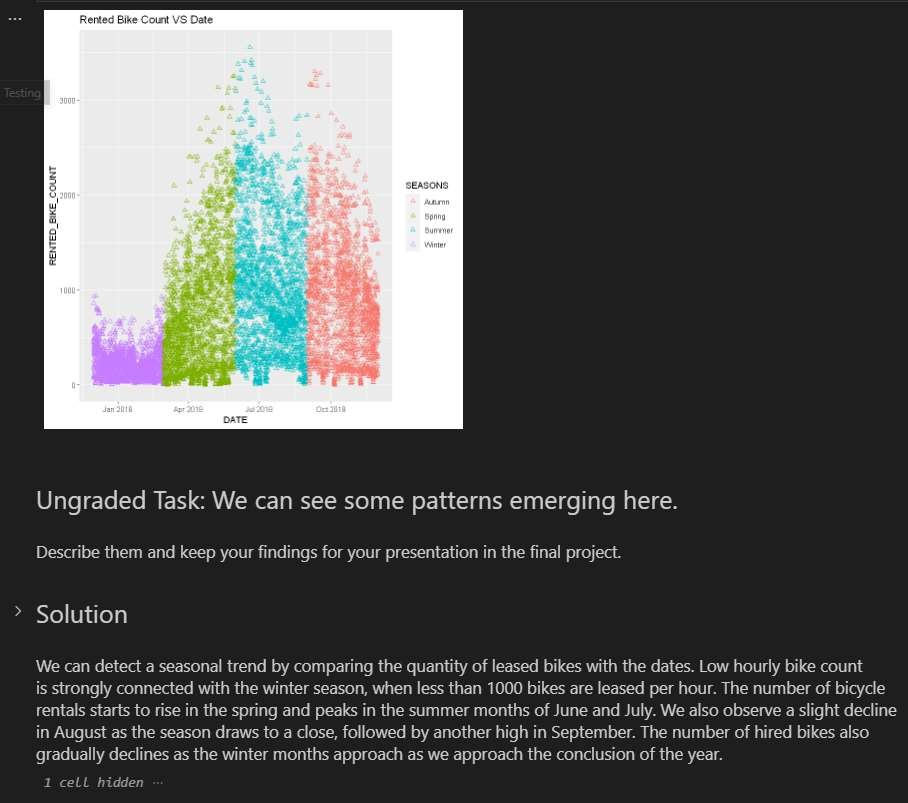 ...
Rented Bike Count VS Date
Testing
RENTED_BIKE_COUNT
3000
2000
1000
0
Jan 2018
Apr 2018
Jul 2018
Oct 2018
DATE
SEASONS
Autumn
Spring
Summer
Winter
Ungraded Task: We can see some patterns emerging here.
Describe them and keep your findings for your presentation in the final project.
Solution
We can detect a seasonal trend by comparing the quantity of leased bikes with the dates. Low hourly bike count
is strongly connected with the winter season, when less than 1000 bikes are leased per hour. The number of bicycle
rentals starts to rise in the spring and peaks in the summer months of June and July. We also observe a slight decline
in August as the season draws to a close, followed by another high in September. The number of hired bikes also
gradually declines as the winter months approach as we approach the conclusion of the year.
1 cell hidden ...